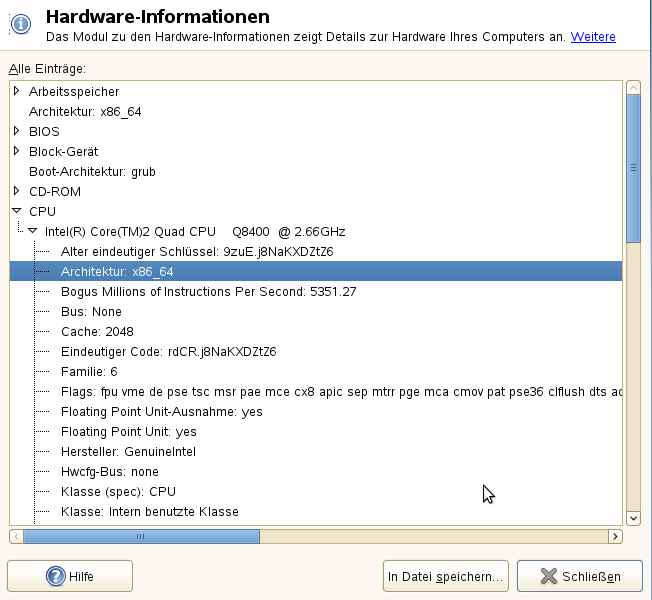 Hardware-Informationen
Das Modul zu den Hardware-Informationen zeigt Details zur Hardware Ihres Computers an. Weitere
Alle Einträge:
Arbeitsspeicher
Architektur: x86_64
BIOS
Block-Gerät
Boot-Architektur: grub
CD-ROM
CPU
Intel(R) Core(TM)2 Quad CPU    Q8400  @ 2.66GHz
Alter eindeutiger Schlüssel: 9zuE.j8NaKXDZtZ6
Architektur: x86_64
Bogus Millions of Instructions Per Second: 5351.27
Bus: None
Cache: 2048
Eindeutiger Code: rdCR.j8NaKXDZtZ6
Familie: 6
Flags: fpu vme de pse tsc msr pae mce cx8 apic sep mtrr pge mca cmov pat pse36 clflush dts ac
Floating Point Unit-Ausnahme: yes
Floating Point Unit: yes
Hersteller: GenuineIntel
Hwcfg-Bus: none
Klasse (spec): CPU
Klasse: Intern benutzte Klasse
Hilfe
In Datei speichern...
Schließen